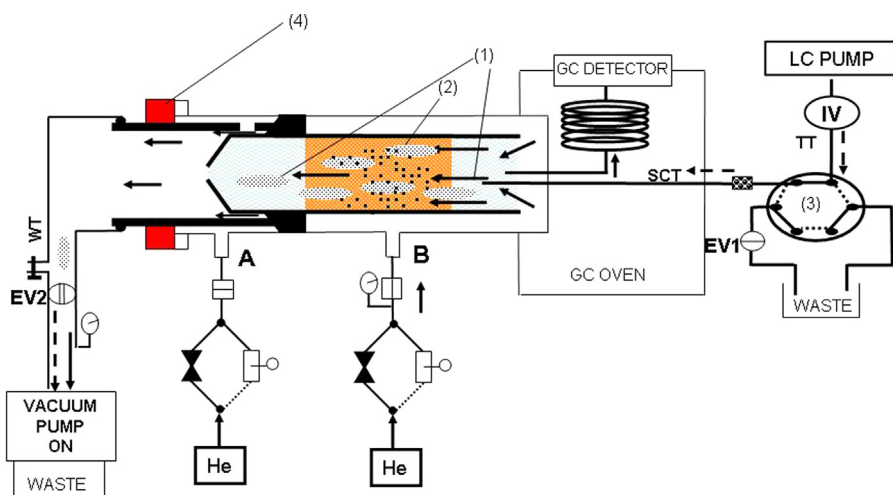 (4)
(1)
(2)
GC DETECTOR
LC PUMP
IV
TT
SCT
(3)
WT
A
B
EV1
EV2
GC OVEN
WASTE
VACUUM
PUMP
ON
WASTE
He
He